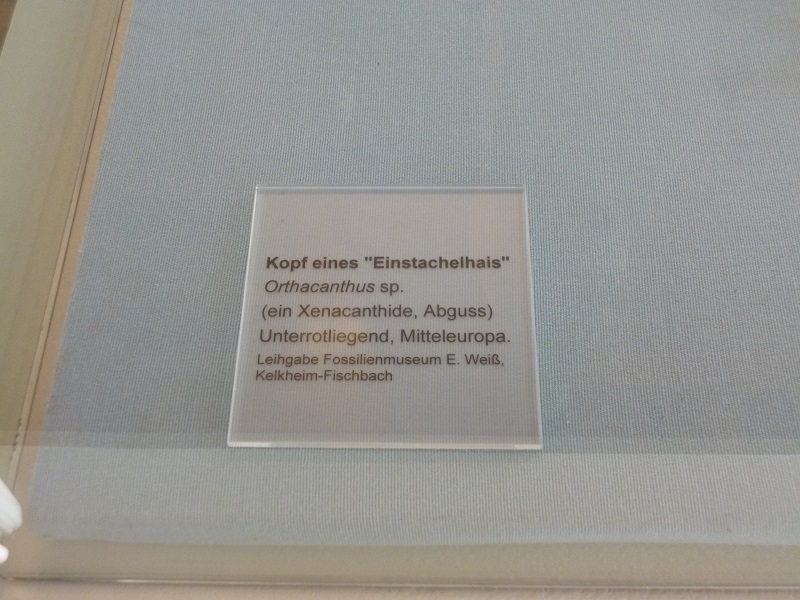 Kopf eines "Einstachelhais"
Orthacanthus sp.
(ein Xenacanthide, Abguss)
Unterrotliegend, Mitteleuropa.
Leihgabe Fossilienmuseum E. Weiß,
Kelkheim-Fischbach